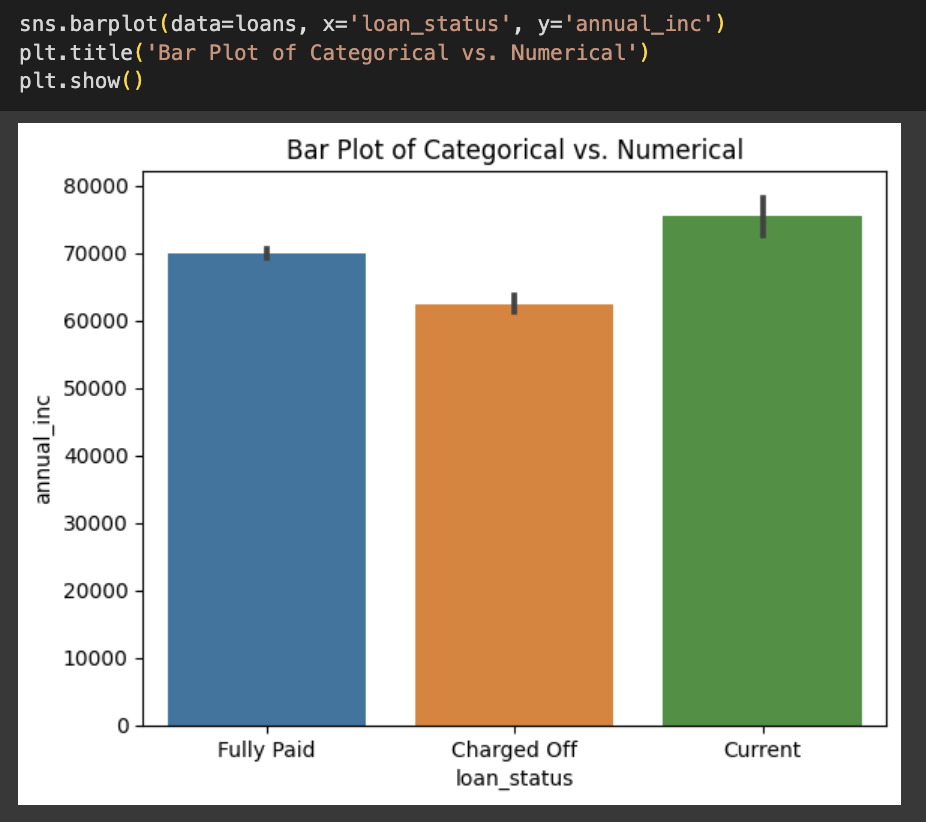 sns.barplot(data=loans, x='loan_status', y='annual_inc')
plt.title('Bar Plot of Categorical vs. Numerical')
plt.show()
Bar Plot of Categorical vs. Numerical
80000
70000
60000
50000
40000
30000
20000
10000
0
annual_inc
Fully Paid Charged Off Current
loan_status